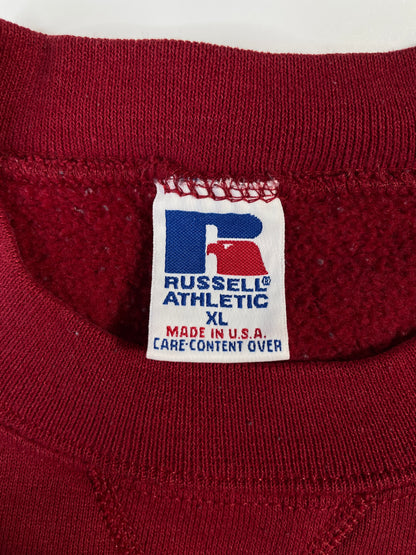 RUSSELL®
ATHLETIC
XL
MADE IN U.S.A.
CARE-CONTENT OVER